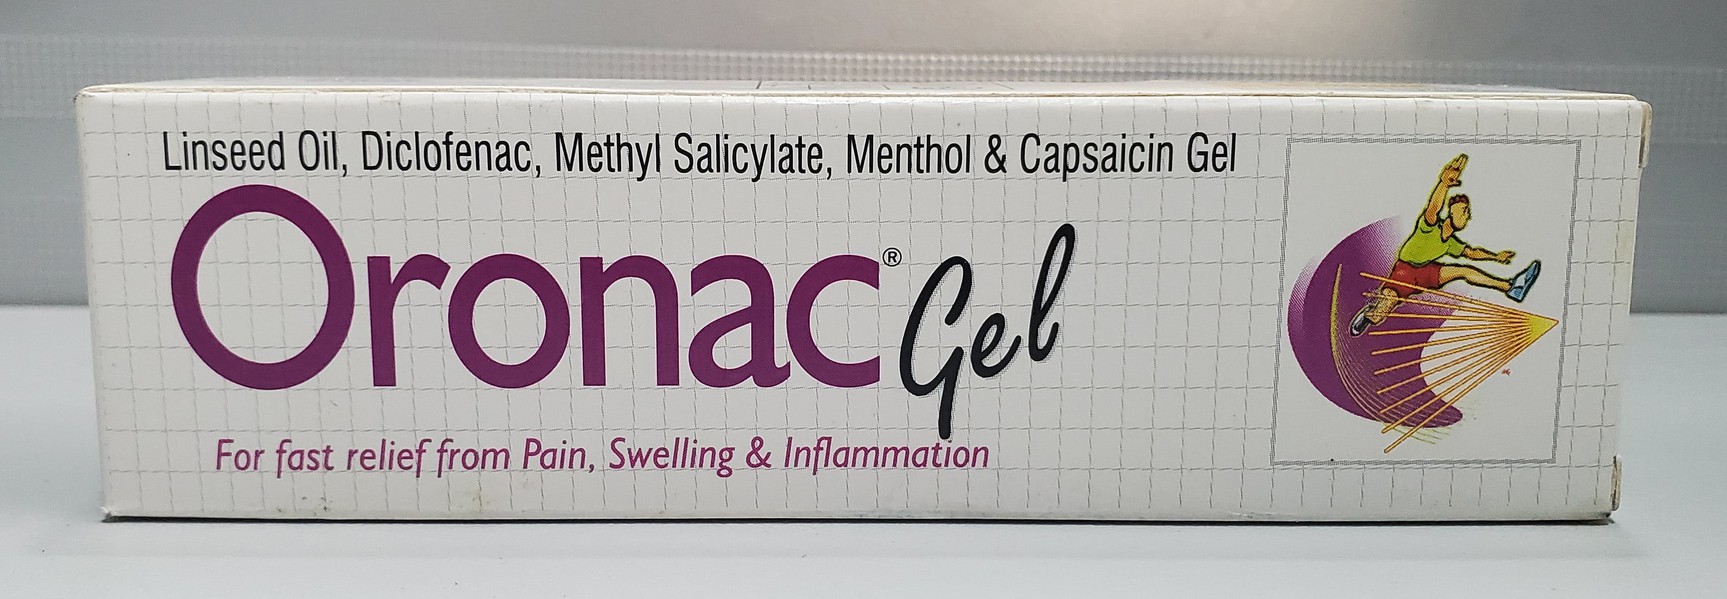 Linseed Oil, Diclofenac, Methyl Salicylate, Menthol & Capsaicin Gel
Oronac® Gel
For fast relief from Pain, Swelling & Inflammation